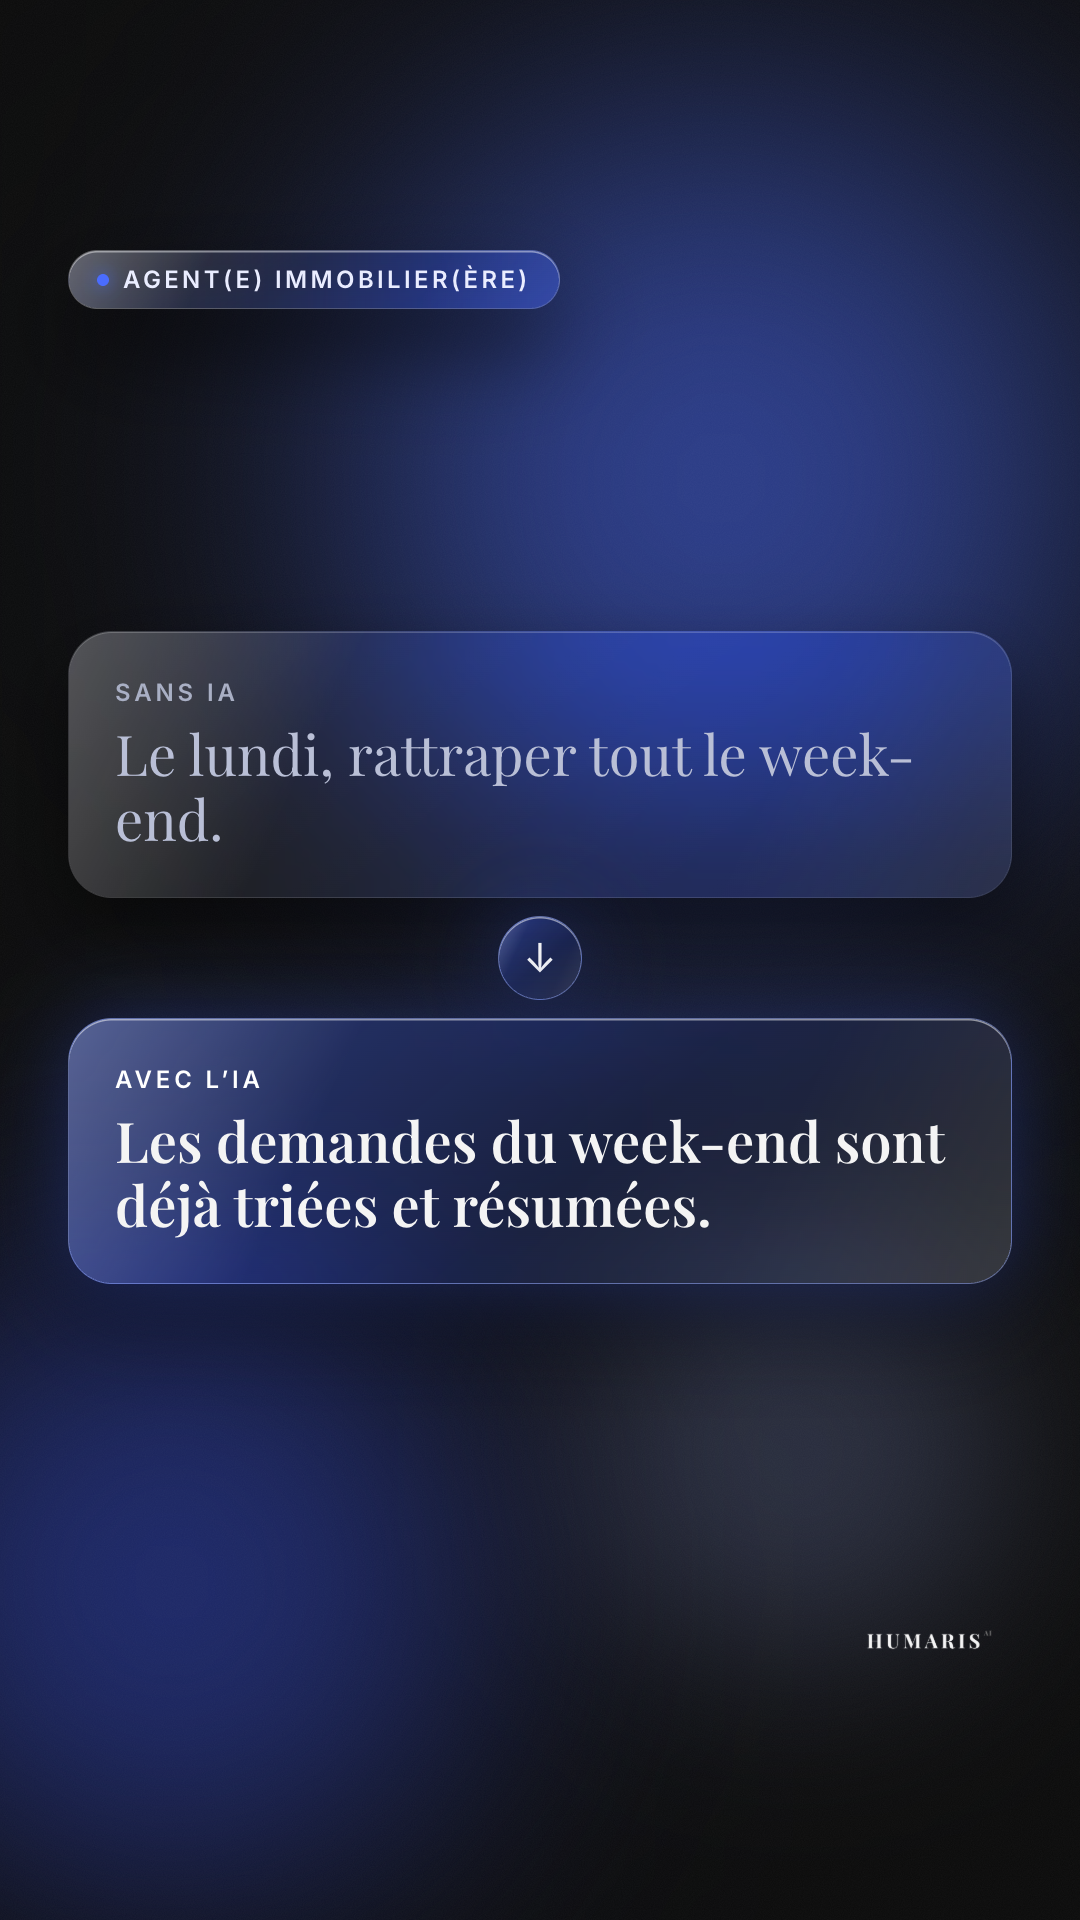 AGENT(E) IMMOBILIER(ÈRE)
SANS IA
Le lundi, rattraper tout le week-
end.
AVEC L’IA
Les demandes du week-end sont
déjà triées et résumées.
HUMARIS AI